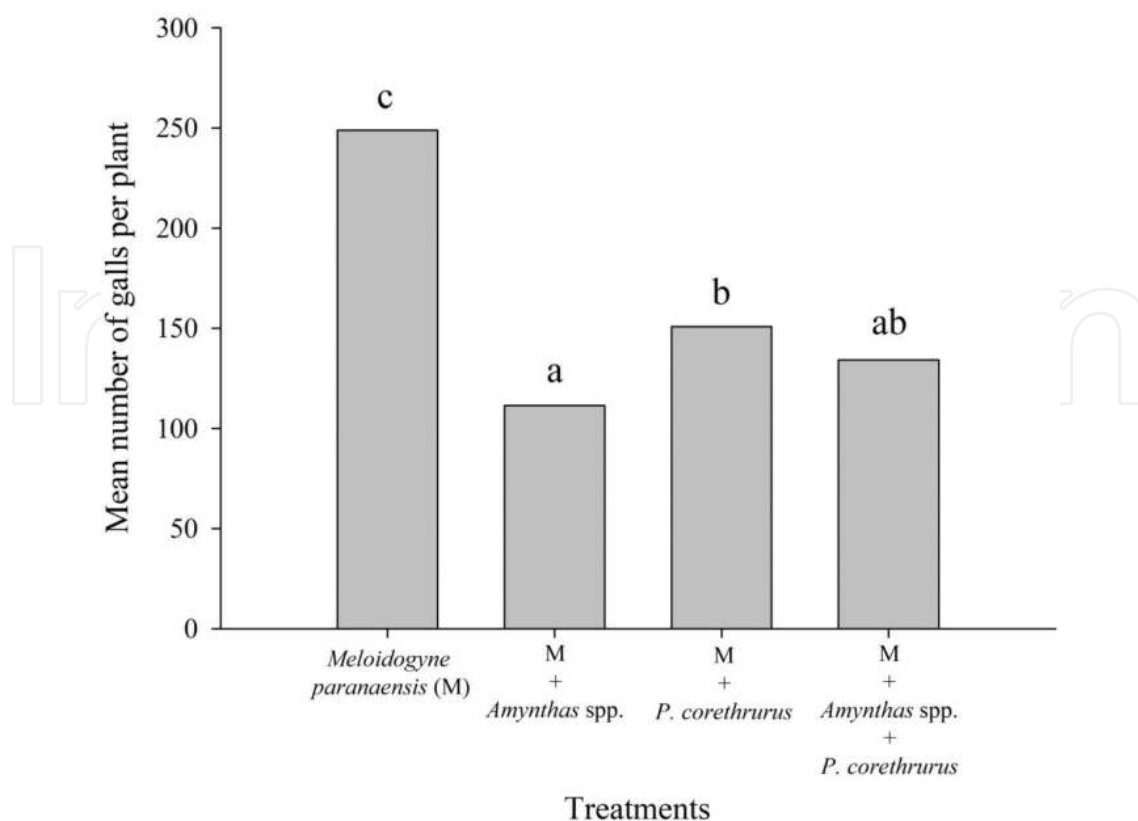 300
250
200
150
100
50
0
Mean number of galls per plant
c
a
b
ab
Meloidogyne
paranaensis (M)
M
+
Amynthas spp.
M
+
P. corethrurus
M
+
Amynthas spp.
+
P. corethrurus
Treatments